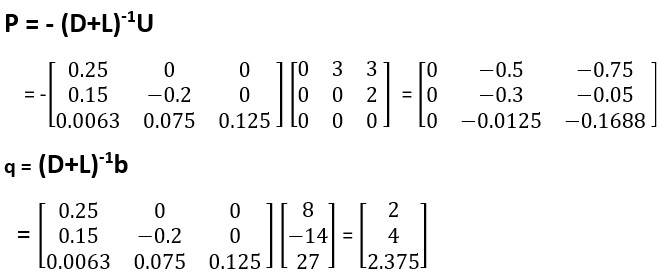 P = - (D+L)⁻¹U
= - [0.25 0 0; 0.15 −0.2 0; 0.0063 0.075 0.125] [0 3 3; 0 0 2; 0 0 0] = [0 −0.5 −0.75; 0 −0.3 −0.05; 0 −0.0125 −0.1688]
q = (D+L)⁻¹b
= [0.25 0 0; 0.15 −0.2 0; 0.0063 0.075 0.125] [8; −14; 27] = [2; 4; 2.375]